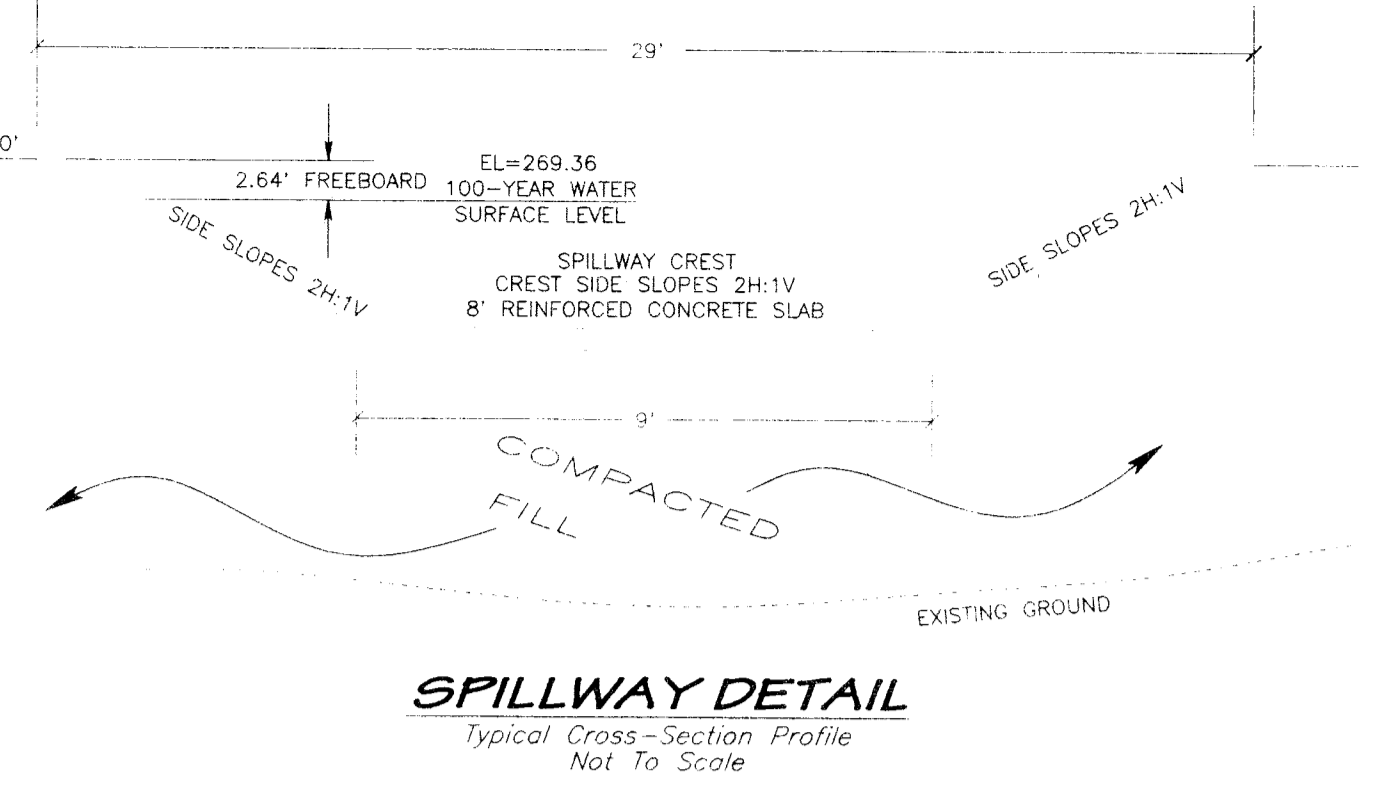 29'
0'
EL=269.36
2.64' FREEBOARD
100-YEAR WATER
SURFACE LEVEL
SIDE SLOPES 2H:1V
SIDE SLOPES 2H:1V
SPILLWAY CREST
CREST SIDE SLOPES 2H:1V
8' REINFORCED CONCRETE SLAB
9'
COMPACTED
FILL
EXISTING GROUND
SPILLWAY DETAIL
Typical Cross-Section Profile
Not To Scale